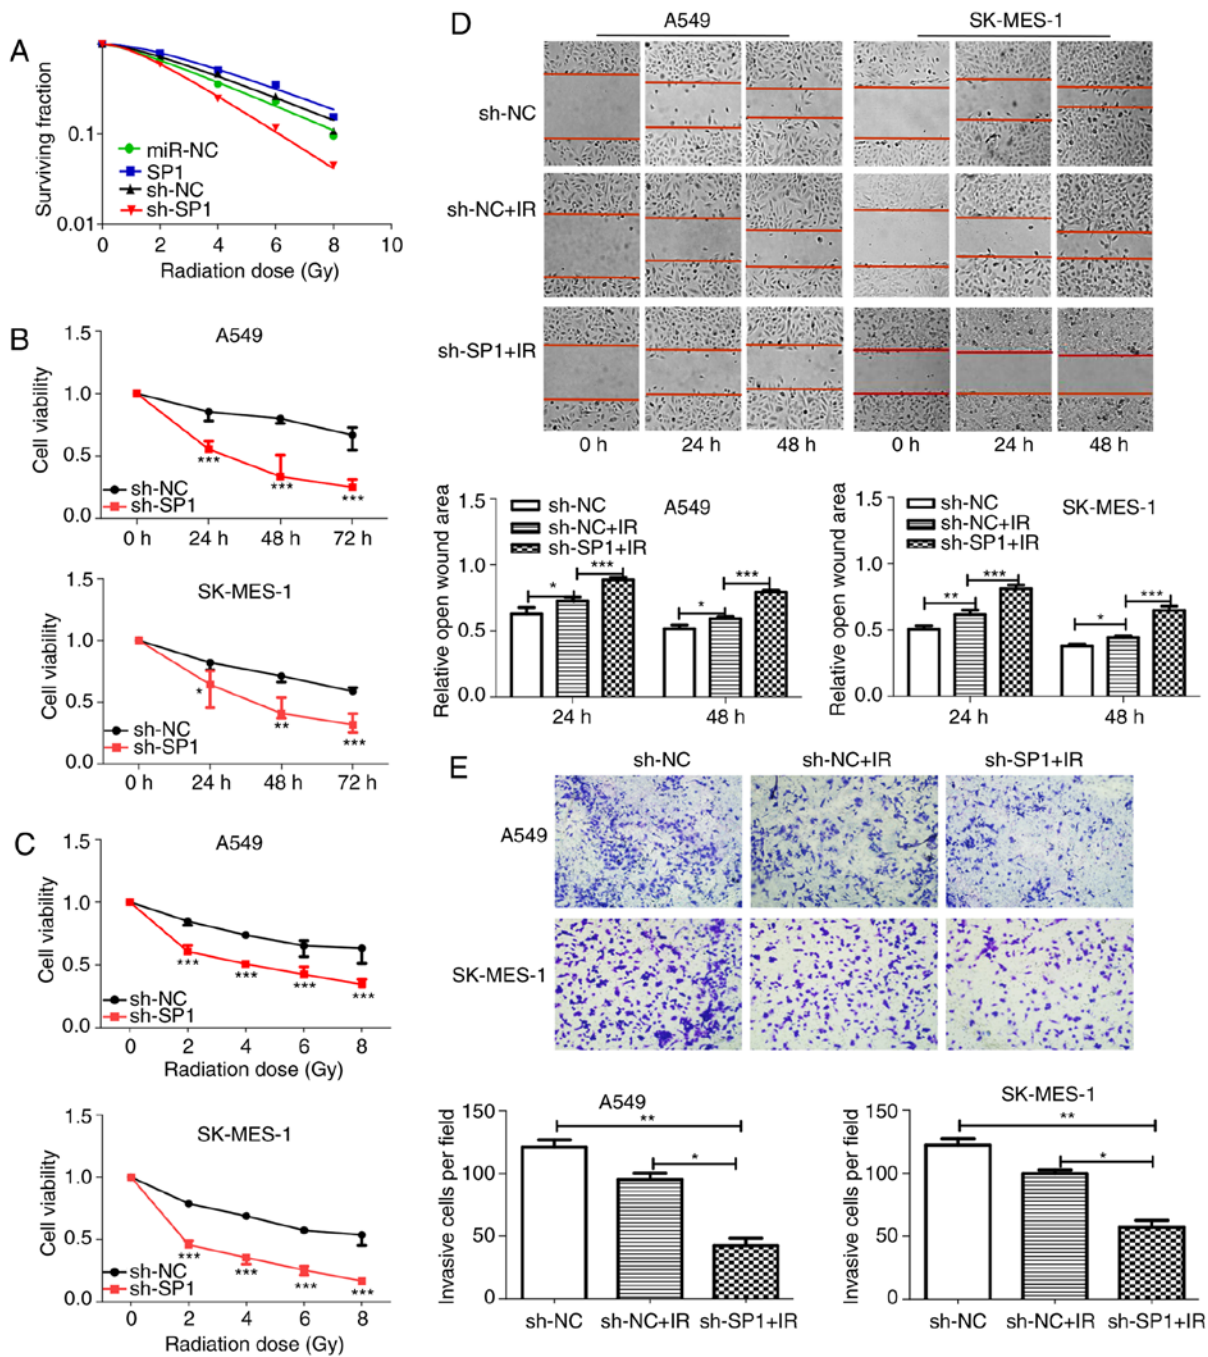 A
Surviving fraction
0.1
0.01
miR-NC
SP1
sh-NC
sh-SP1
0 2 4 6 8 10
Radiation dose (Gy)
B
A549
Cell viability
1.5
1.0
0.5
0.0
sh-NC
sh-SP1
*** *** ***
0 h 24 h 48 h 72 h
SK-MES-1
Cell viability
1.5
1.0
0.5
0.0
sh-NC
sh-SP1
* ** ***
0 h 24 h 48 h 72 h
C
A549
Cell viability
1.5
1.0
0.5
0.0
sh-NC
sh-SP1
*** *** *** ***
0 2 4 6 8
Radiation dose (Gy)
SK-MES-1
Cell viability
1.5
1.0
0.5
0.0
sh-NC
sh-SP1
*** *** *** ***
0 2 4 6 8
Radiation dose (Gy)
D
A549 SK-MES-1
sh-NC
sh-NC+IR
sh-SP1+IR
0 h 24 h 48 h 0 h 24 h 48 h
Relative open wound area
1.5
1.0
0.5
0.0
sh-NC
sh-NC+IR
sh-SP1+IR
A549
* *** * ***
24 h 48 h
Relative open wound area
1.5
1.0
0.5
0.0
sh-NC
sh-NC+IR
sh-SP1+IR
SK-MES-1
** *** * ***
24 h 48 h
E
sh-NC sh-NC+IR sh-SP1+IR
A549
SK-MES-1
A549
Invasive cells per field
150
100
50
0
**
*
sh-NC sh-NC+IR sh-SP1+IR
SK-MES-1
Invasive cells per field
150
100
50
0
**
*
sh-NC sh-NC+IR sh-SP1+IR